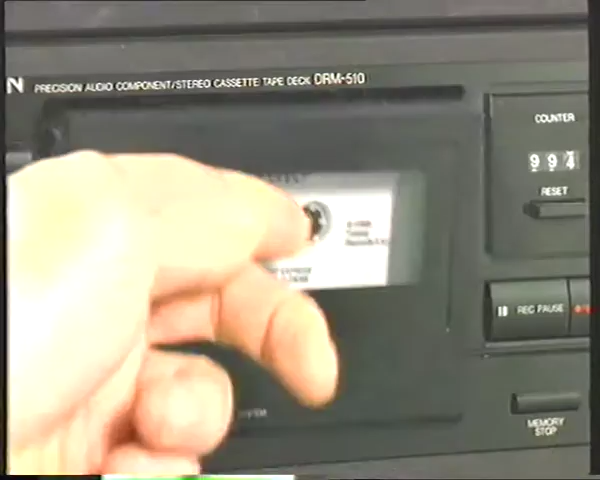 N PRECISION AUDIO COMPONENT/STEREO CASSETTE TAPE DECK DRM-510
COUNTER
994
RESET
REC PAUSE
MEMORY
STOP